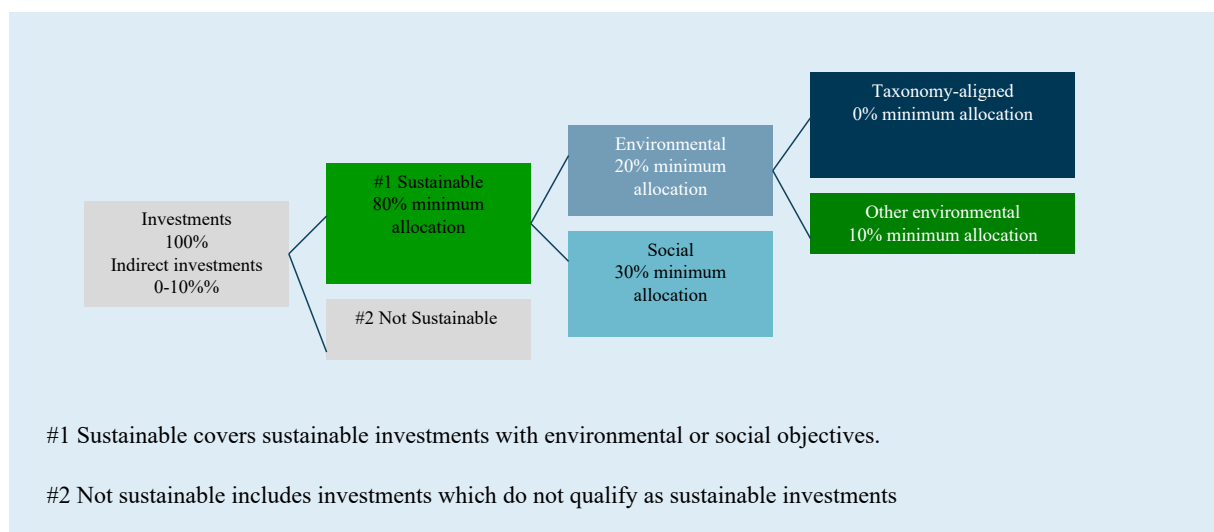 Investments
100%
Indirect investments
0-10%%
#1 Sustainable
80% minimum
allocation
#2 Not Sustainable
Environmental
20% minimum
allocation
Social
30% minimum
allocation
Taxonomy-aligned
0% minimum allocation
Other environmental
10% minimum allocation
#1 Sustainable covers sustainable investments with environmental or social objectives.
#2 Not sustainable includes investments which do not qualify as sustainable investments